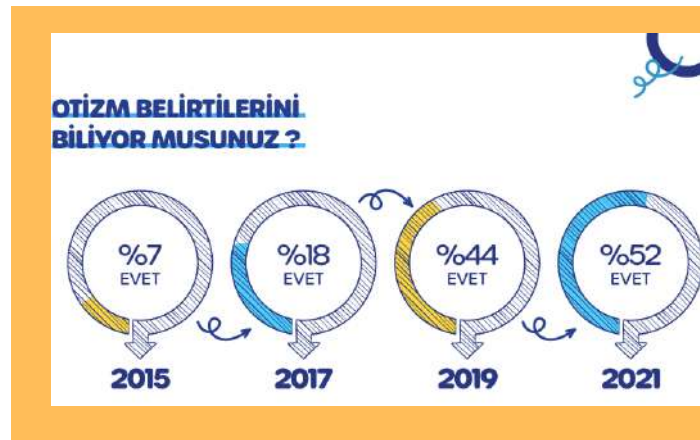 OTİZM BELİRTİLERİNİ
BİLİYOR MUSUNUZ ?
%7
EVET
%18
EVET
%44
EVET
%52
EVET
2015
2017
2019
2021